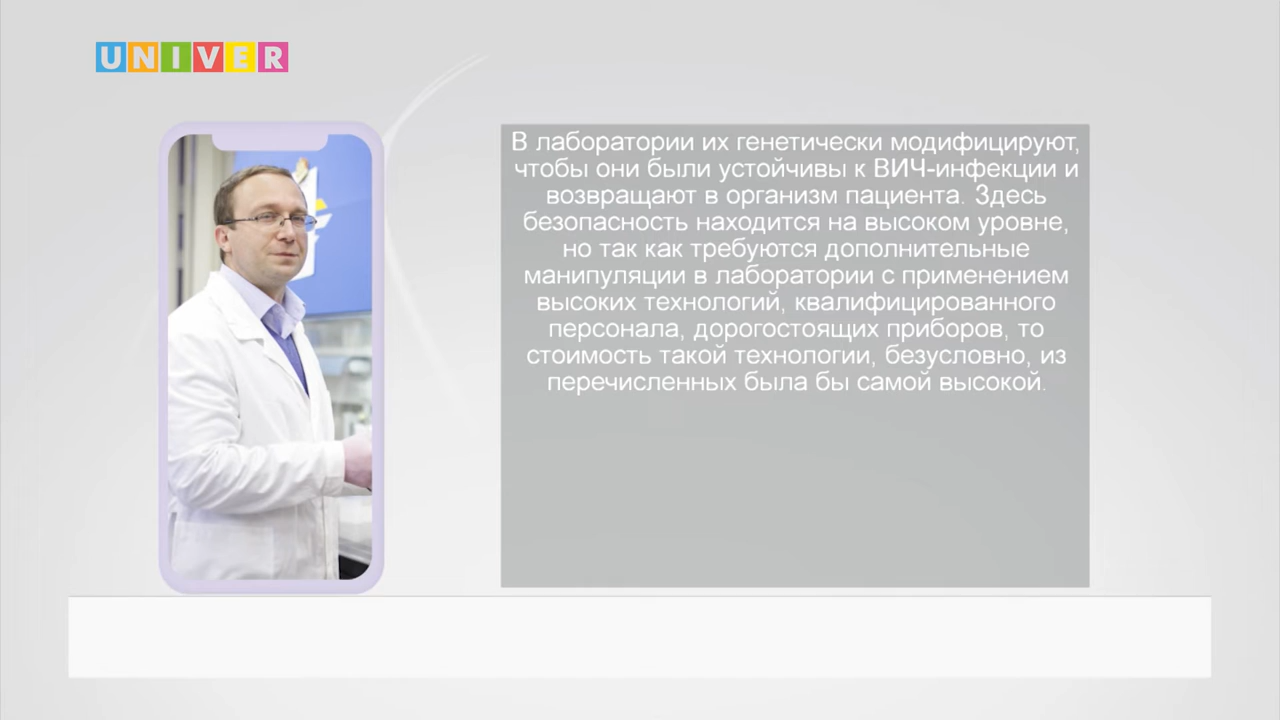 UNIVER
В лаборатории их генетически модифицируют,
чтобы они были устойчивы к ВИЧ-инфекции и
возвращают в организм пациента. Здесь
безопасность находится на высоком уровне,
но так как требуются дополнительные
манипуляции в лаборатории с применением
высоких технологий, квалифицированного
персонала, дорогостоящих приборов, то
стоимость такой технологии, безусловно, из
перечисленных была бы самой высокой.